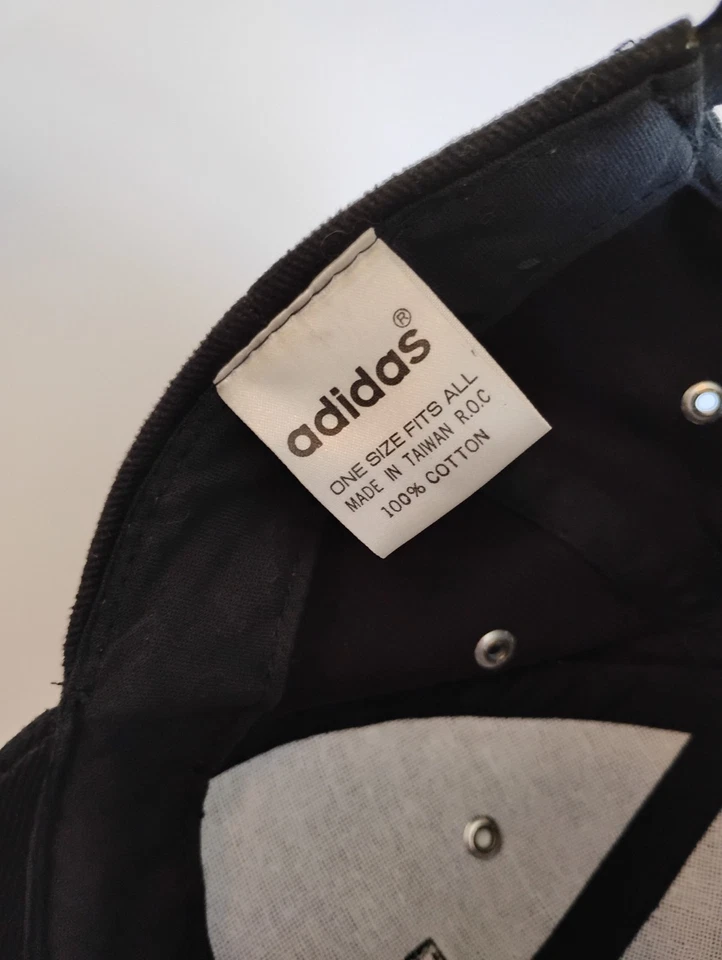 adidas®
ONE SIZE FITS ALL
MADE IN TAIWAN R.O.C
100% COTTON